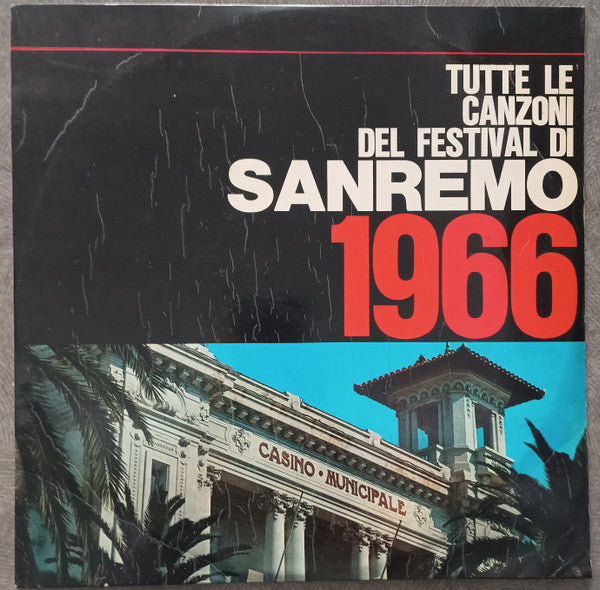 TUTTE LE
CANZONI
DEL FESTIVAL DI
SANREMO
1966
CASINO · MUNICIPALE